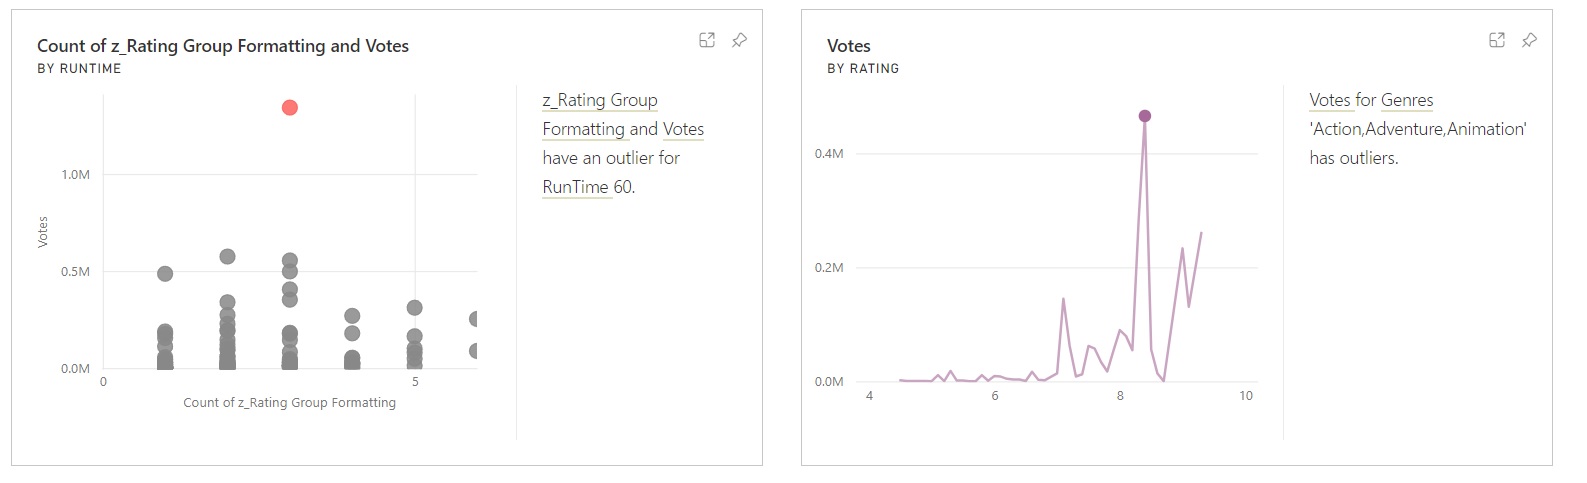 Count of z_Rating Group Formatting and Votes
BY RUNTIME
1.0M
0.5M
0.0M
Votes
0
5
Count of z_Rating Group Formatting
z_Rating Group
Formatting and Votes
have an outlier for
RunTime 60.
Votes
BY RATING
0.4M
0.2M
0.0M
4
6
8
10
Votes for Genres
'Action,Adventure,Animation'
has outliers.